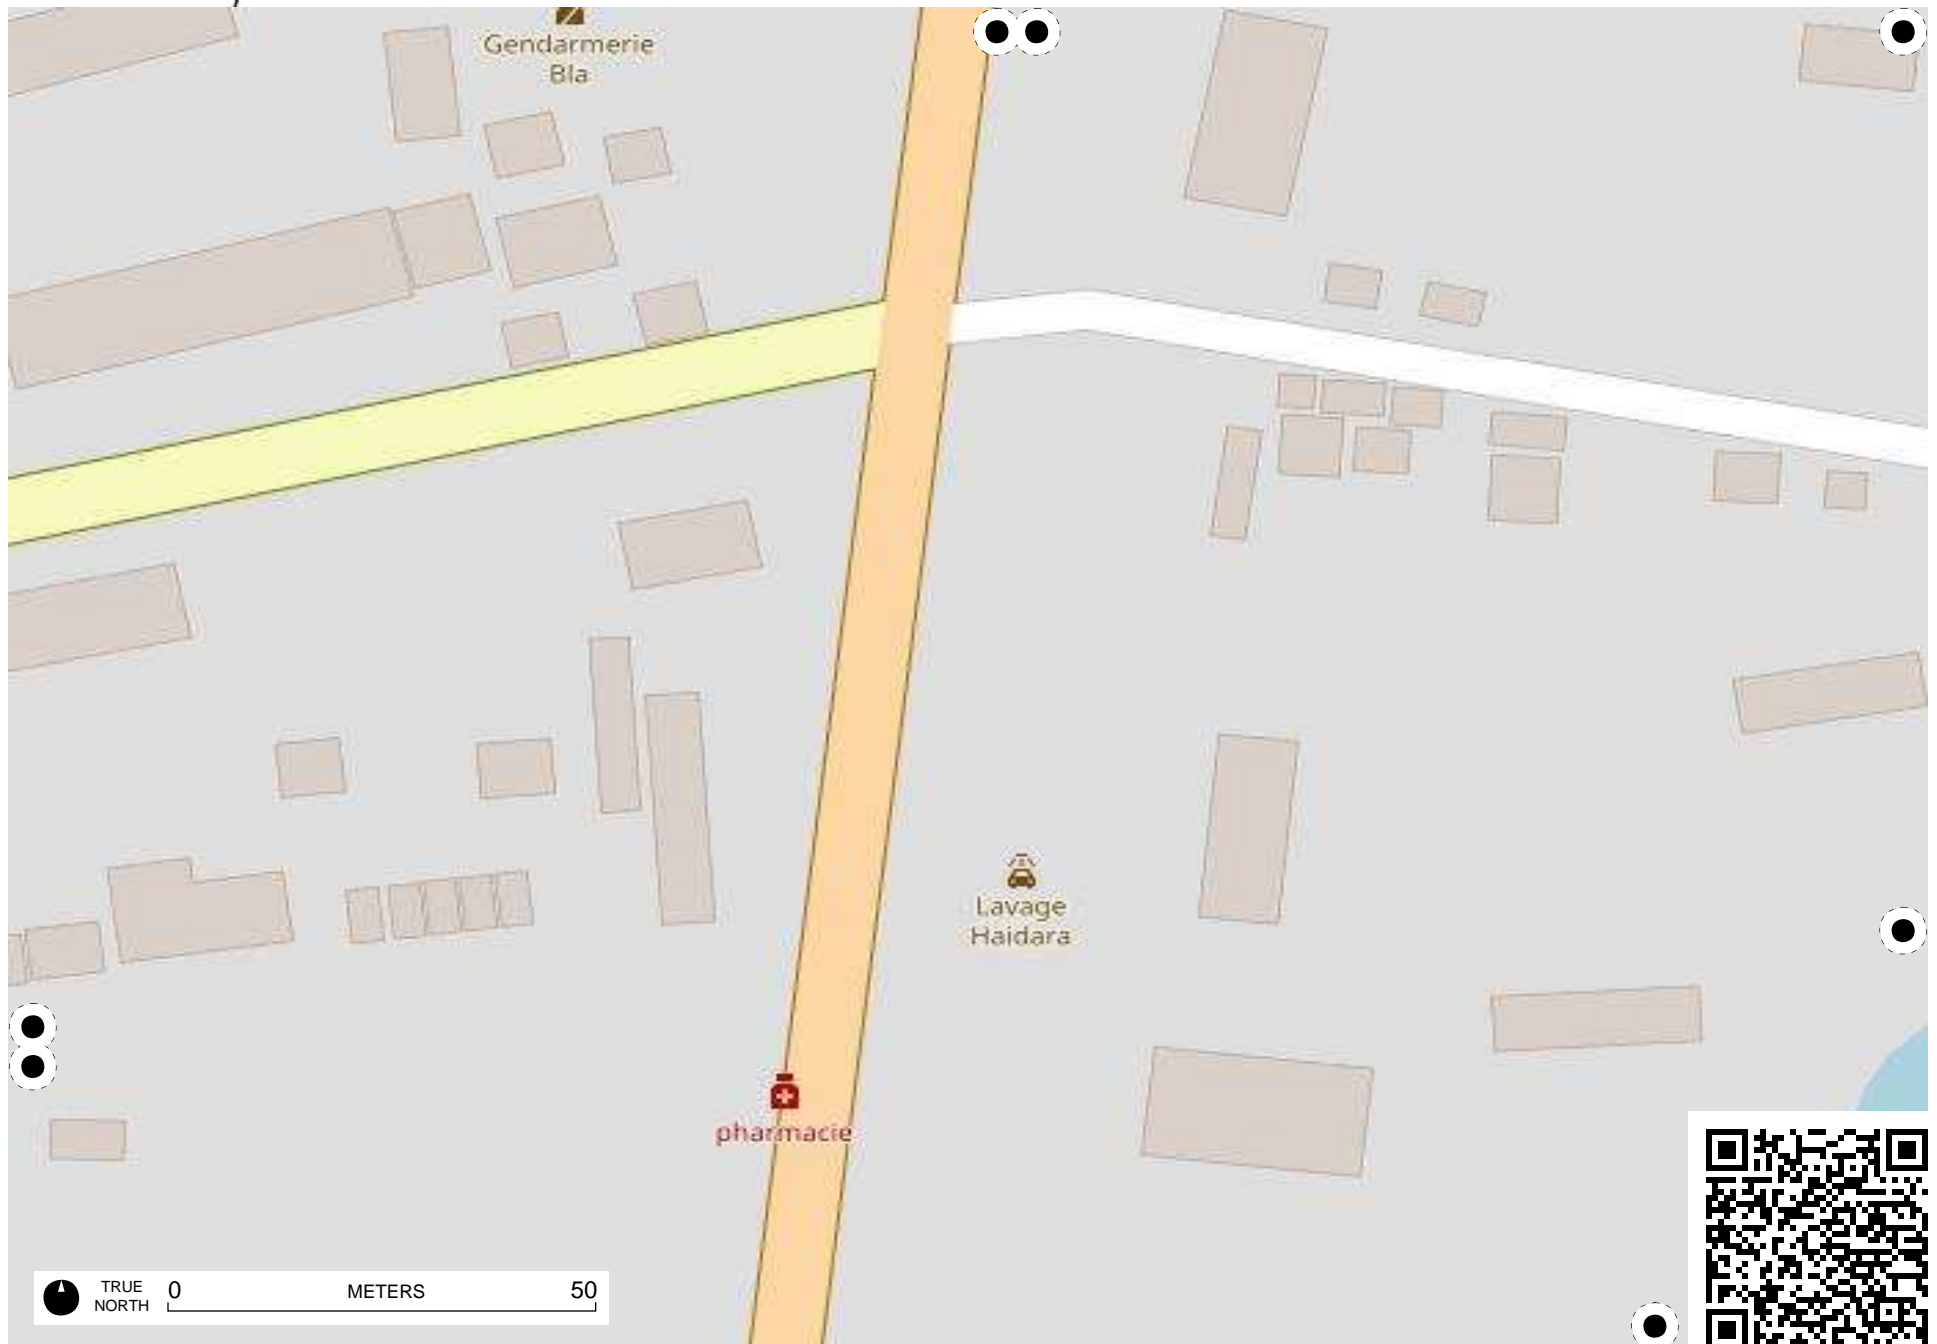 Gendarmerie
Bla
Lavage
Haidara
pharmacie
TRUE
NORTH
0
METERS
50